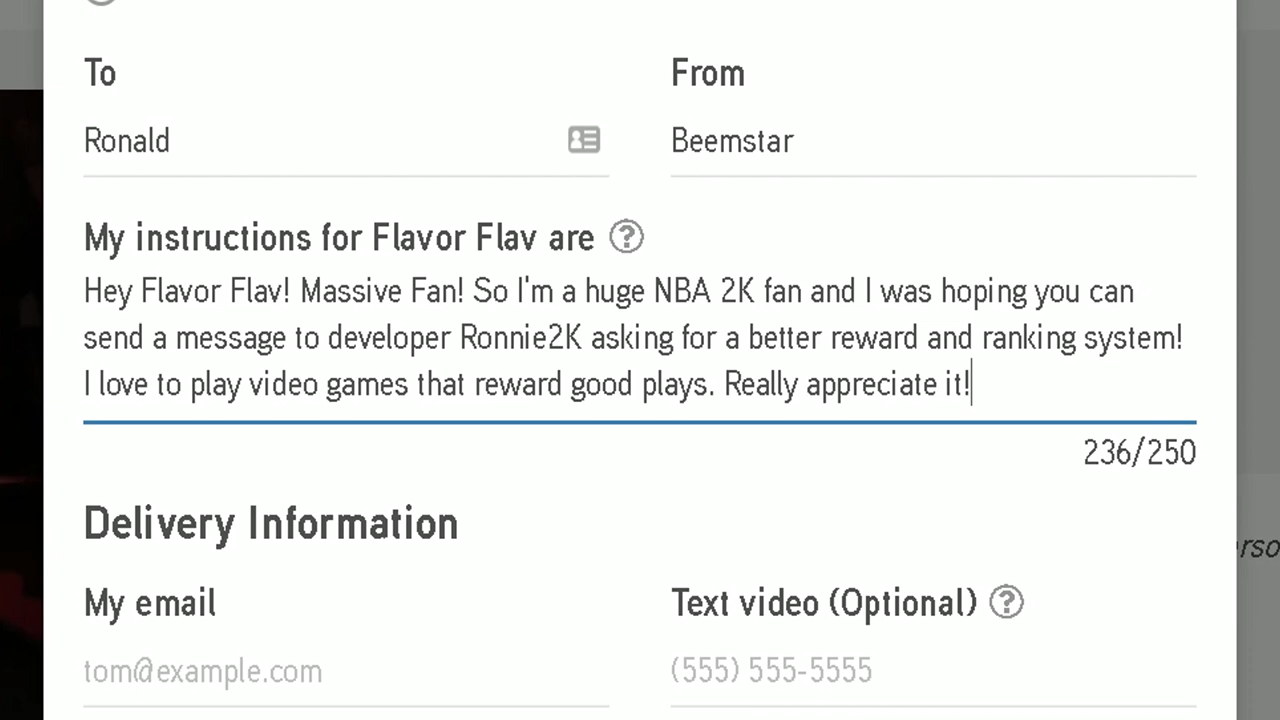 To
From
Ronald
Beemstar
My instructions for Flavor Flav are ?
Hey Flavor Flav! Massive Fan! So I'm a huge NBA 2K fan and I was hoping you can
send a message to developer Ronnie2K asking for a better reward and ranking system!
I love to play video games that reward good plays. Really appreciate it!
236/250
Delivery Information
My email
Text video (Optional) ?
tom@example.com
(555) 555-5555